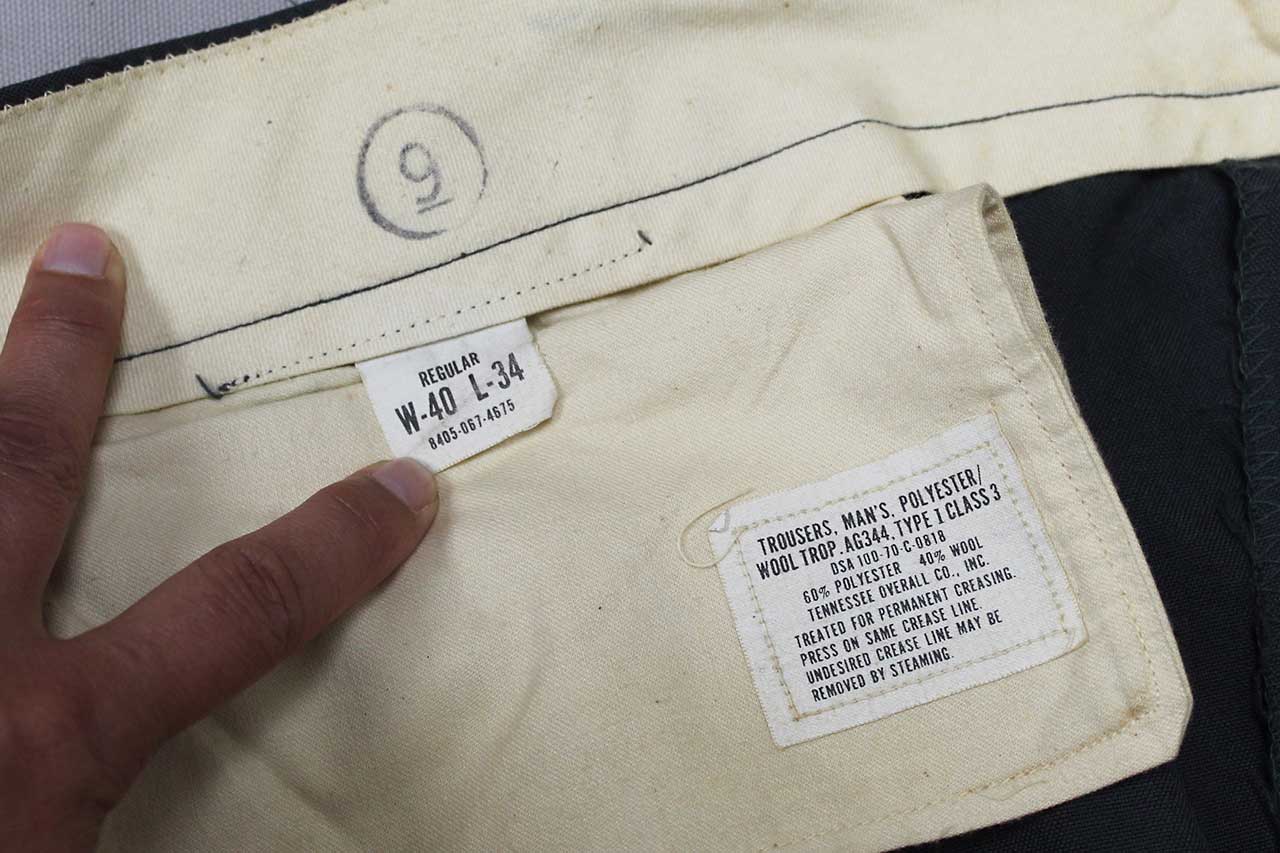 9
REGULAR
W-40 L-34
8405-067-4675
TROUSERS, MAN'S, POLYESTER/
WOOL TROP. AG344, TYPE I CLASS 3
DSA 100-70-C-0818
60% POLYESTER 40% WOOL
TENNESSEE OVERALL CO., INC.
TREATED FOR PERMANENT CREASING.
PRESS ON SAME CREASE LINE.
UNDESIRED CREASE LINE MAY BE
REMOVED BY STEAMING.